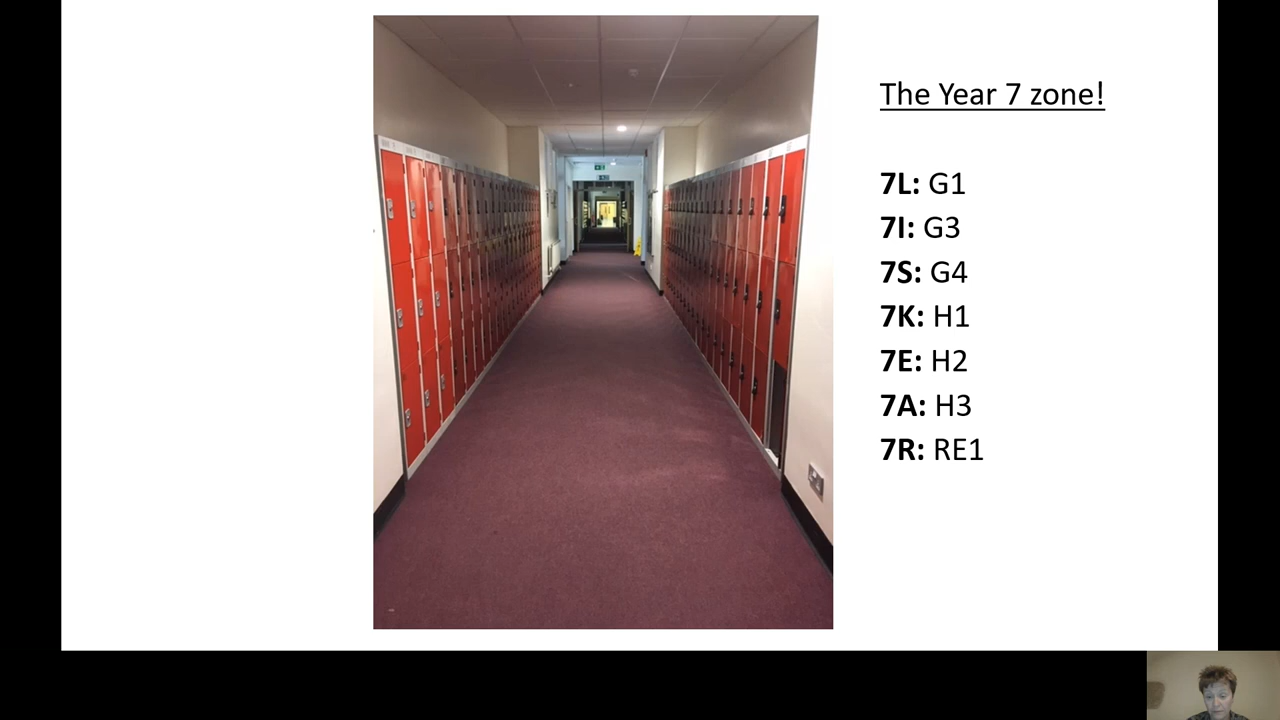 The Year 7 zone!
7L: G1
7I: G3
7S: G4
7K: H1
7E: H2
7A: H3
7R: RE1